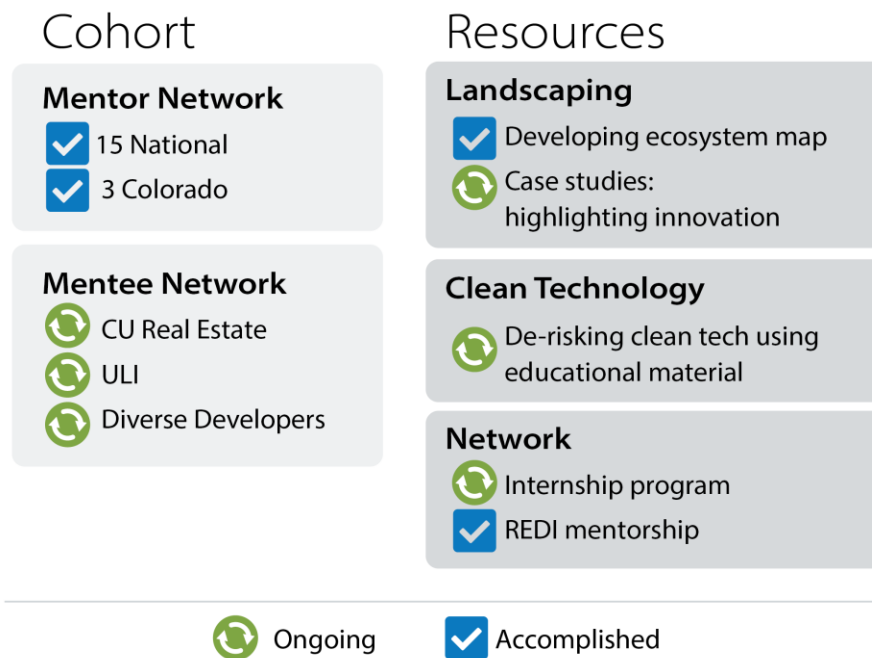 Cohort
Mentor Network
15 National
3 Colorado
Mentee Network
CU Real Estate
ULI
Diverse Developers
Resources
Landscaping
Developing ecosystem map
Case studies:
highlighting innovation
Clean Technology
De-risking clean tech using
educational material
Network
Internship program
REDI mentorship
Ongoing
Accomplished